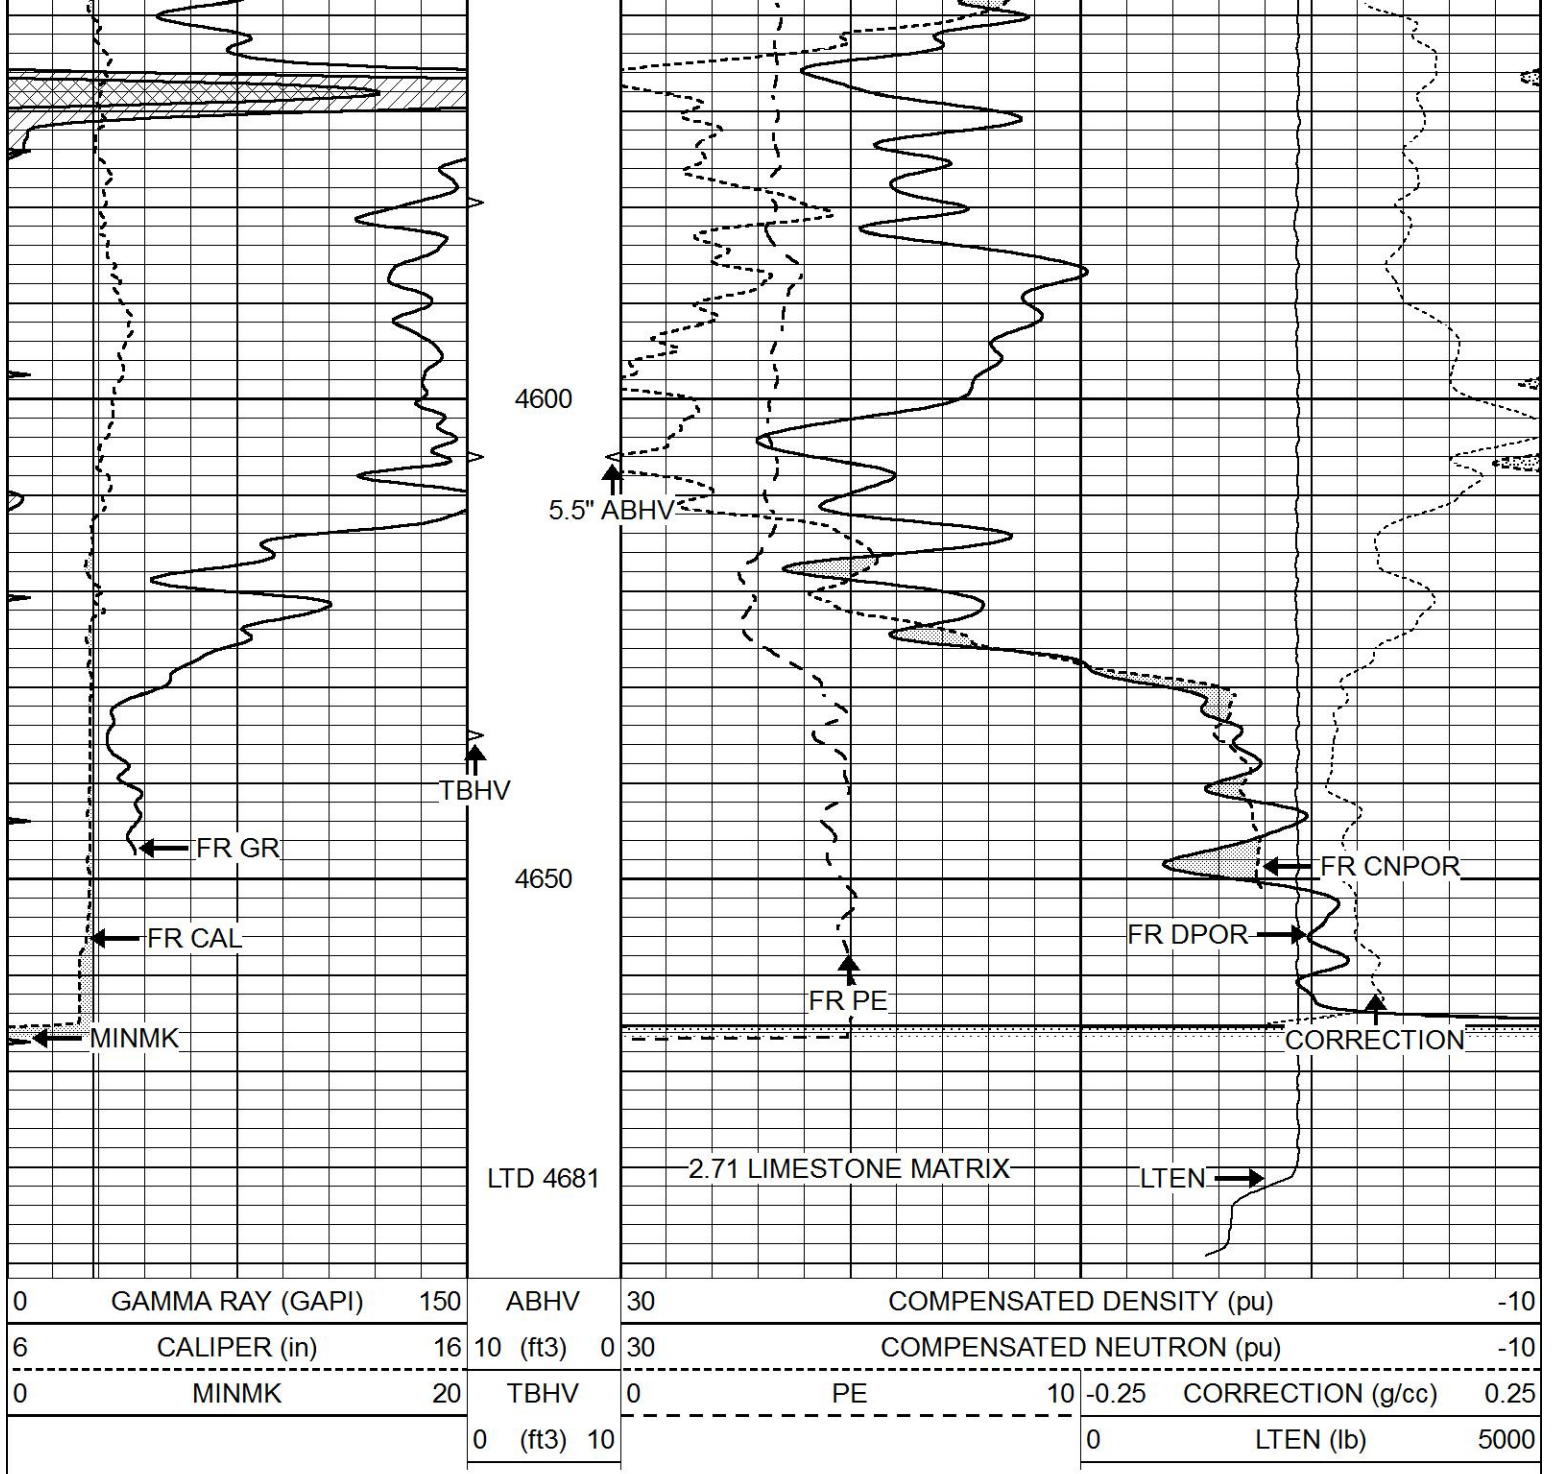 4600
5.5" ABHV
TBHV
FR GR
FR CNPOR
4650
FR DPOR
FR CAL
FR PE
MINMK
CORRECTION
2.71 LIMESTONE MATRIX
LTD 4681
LTEN
0 GAMMA RAY (GAPI) 150 ABHV 30 COMPENSATED DENSITY (pu) -10
6 CALIPER (in) 16 10 (ft3) 0 30 COMPENSATED NEUTRON (pu) -10
0 MINMK 20 TBHV 0 PE 10 -0.25 CORRECTION (g/cc) 0.25
0 (ft3) 10 0 LTEN (lb) 5000